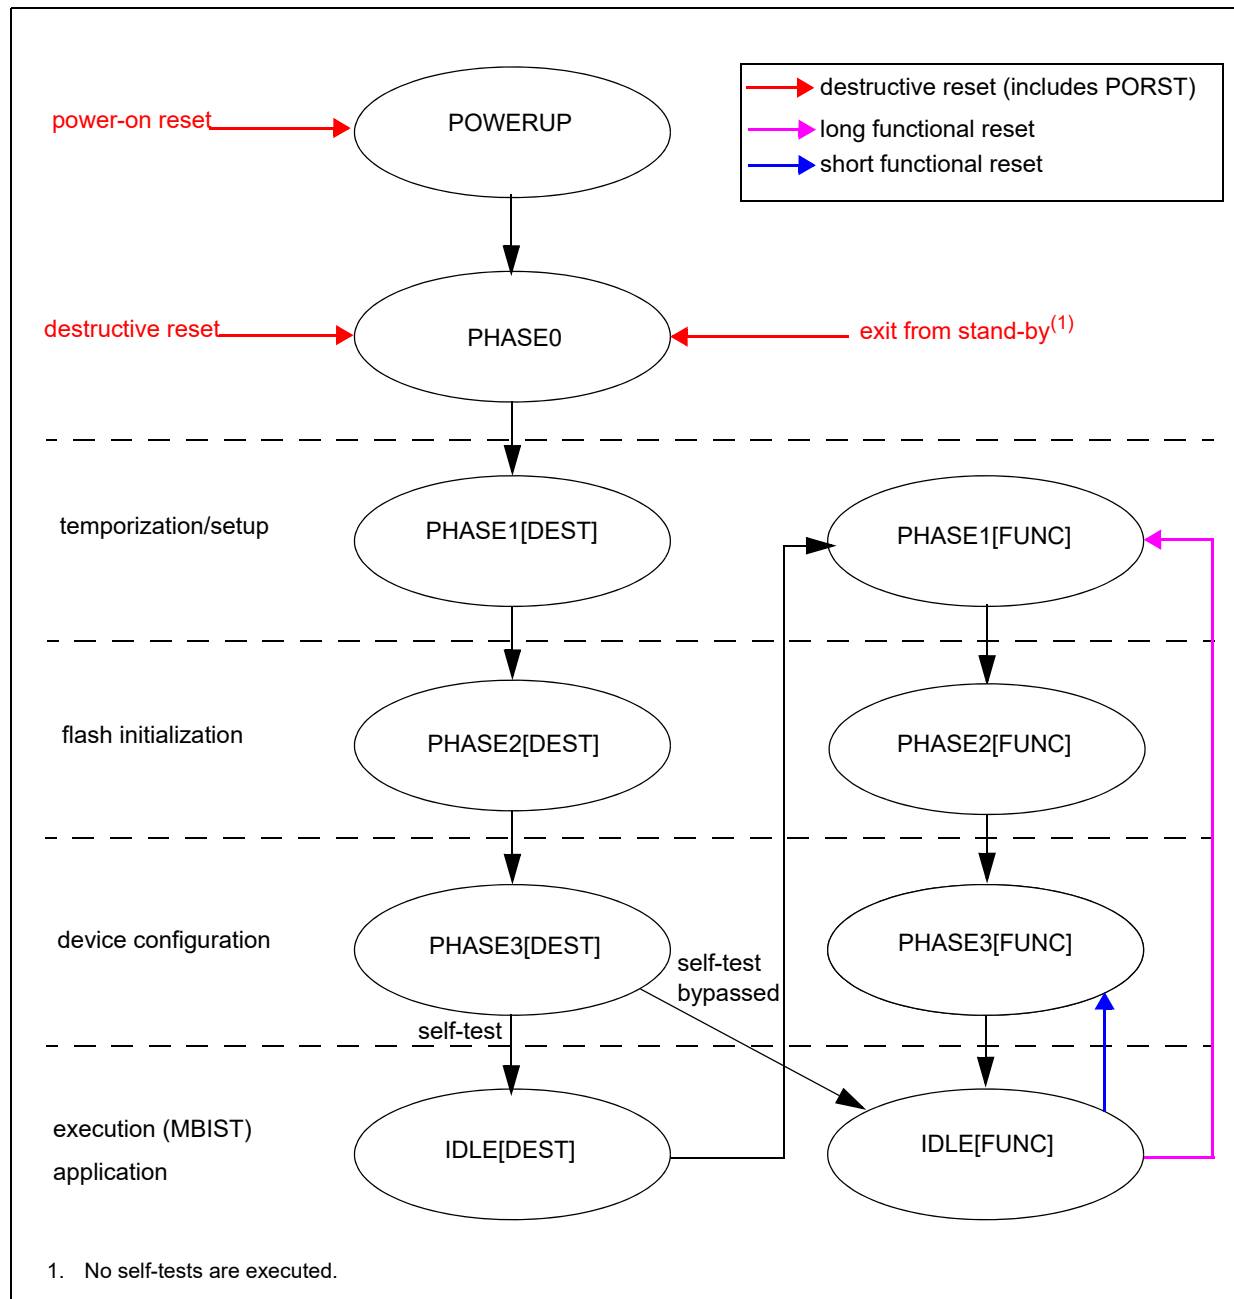 POWERUP
power-on reset
destructive reset (includes PORST)
long functional reset
short functional reset
destructive reset
PHASE0
exit from stand-by(1)
temporization/setup
PHASE1[DEST]
PHASE1[FUNC]
flash initialization
PHASE2[DEST]
PHASE2[FUNC]
device configuration
PHASE3[DEST]
self-test
bypassed
PHASE3[FUNC]
self-test
execution (MBIST)
application
IDLE[DEST]
IDLE[FUNC]
1. No self-tests are executed.